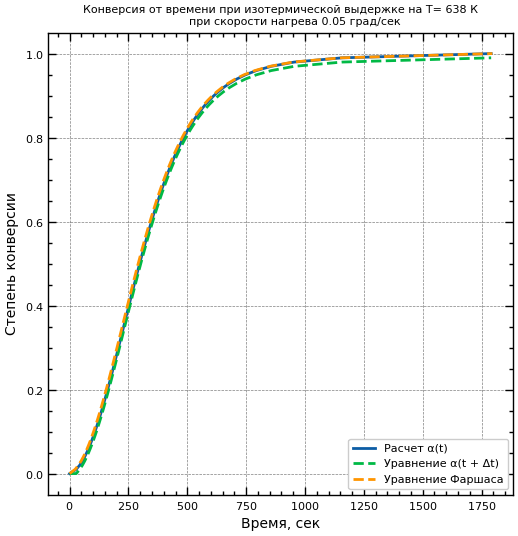 Конверсия от времени при изотермической выдержке на T= 638 К
при скорости нагрева 0.05 град/сек
Степень конверсии
1.0
0.8
0.6
0.4
0.2
0.0
0
250
500
750
1000
1250
1500
1750
Время, сек
Расчет α(t)
Уравнение α(t + Δt)
Уравнение Фаршаса